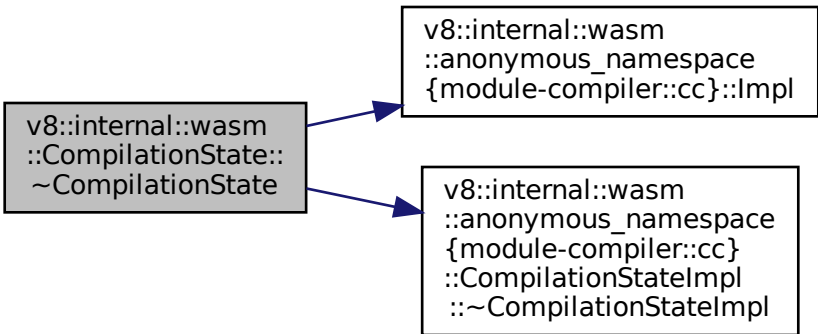 v8::internal::wasm
::CompilationState::
~CompilationState
v8::internal::wasm
::anonymous_namespace
{module-compiler::cc}::Impl
v8::internal::wasm
::anonymous_namespace
{module-compiler::cc}
::CompilationStateImpl
::~CompilationStateImpl